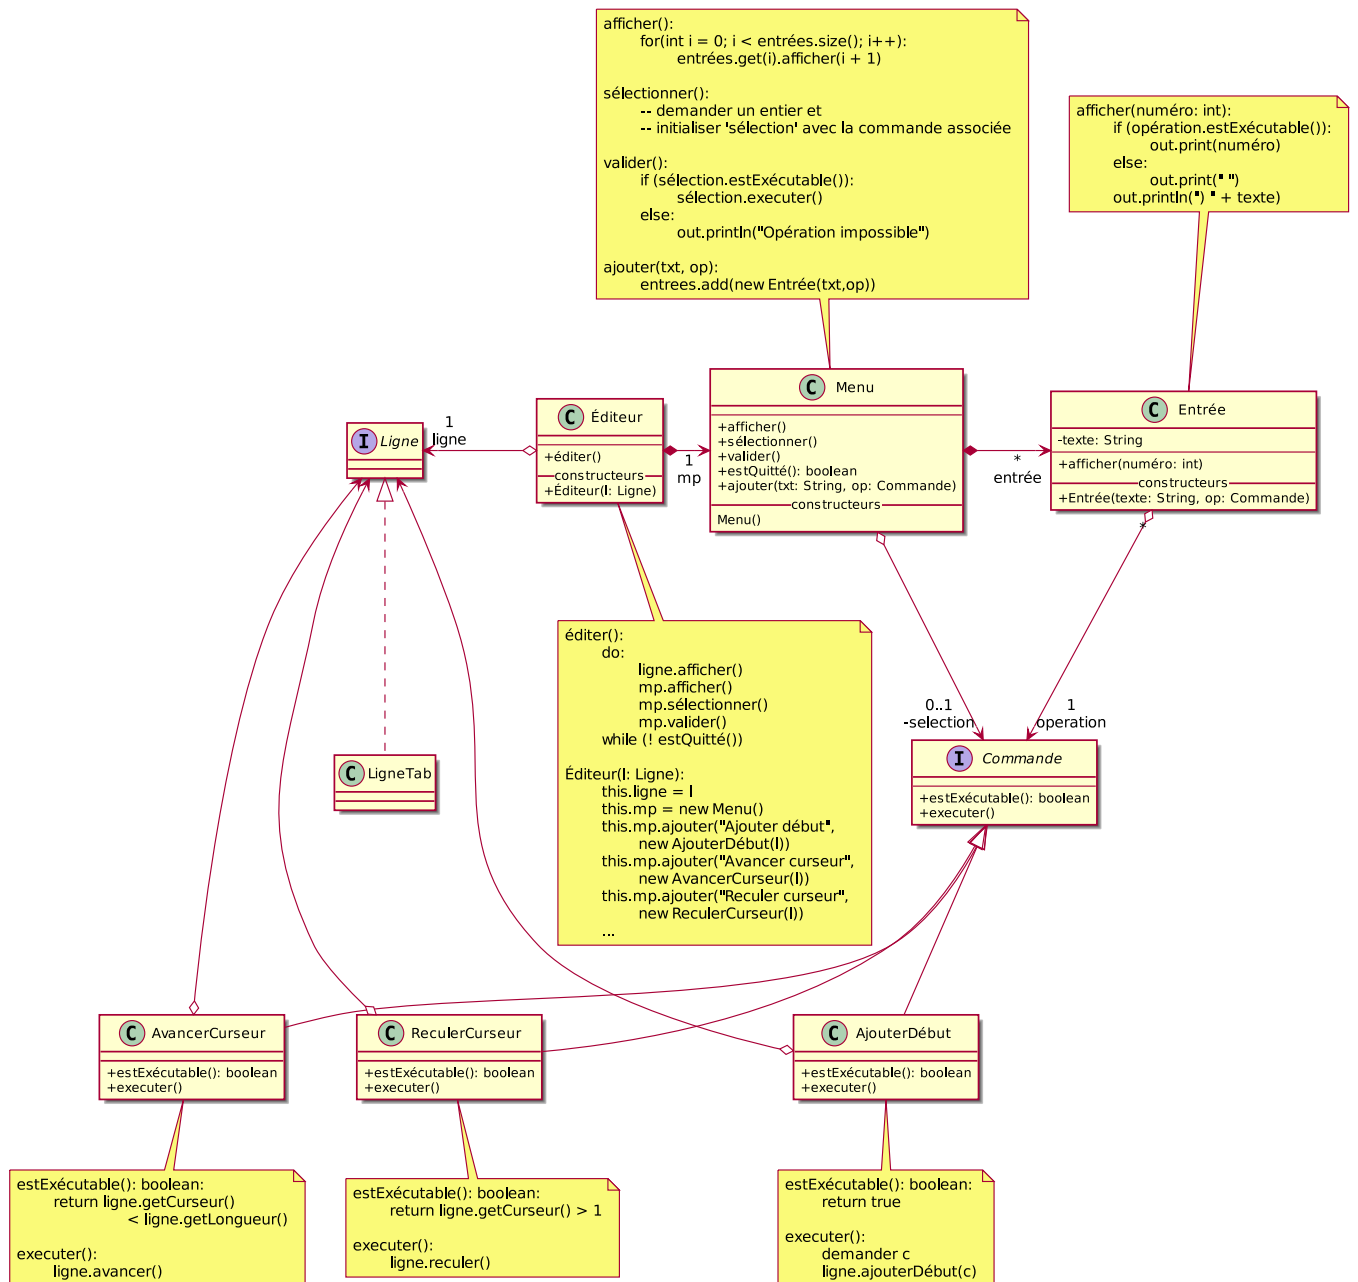 afficher():
for(int i = 0; i < entrées.size(); i++):
entrées.get(i).afficher(i + 1)
sélectionner():
-- demander un entier et
-- initialiser 'sélection' avec la commande associée
valider():
if (sélection.estExécutable()):
sélection.executer()
else:
out.println("Opération impossible")
ajouter(txt, op):
entrees.add(new Entrée(txt,op))
afficher(numéro: int):
if (opération.estExécutable()):
out.print(numéro)
else:
out.print(" ")
out.println(") " + texte)
I Ligne
1
ligne
C Éditeur
+éditer()
constructeurs
+Éditeur(l: Ligne)
1
mp
C Menu
+afficher()
+sélectionner()
+valider()
+estQuitté(): boolean
+ajouter(txt: String, op: Commande)
constructeurs
Menu()
*
entrée
C Entrée
-texte: String
+afficher(numéro: int)
constructeurs
+Entrée(texte: String, op: Commande)
*
éditer():
do:
ligne.afficher()
mp.afficher()
mp.sélectionner()
mp.valider()
while (! estQuitté())
Éditeur(l: Ligne):
this.ligne = l
this.mp = new Menu()
this.mp.ajouter("Ajouter début",
new AjouterDébut(l))
this.mp.ajouter("Avancer curseur",
new AvancerCurseur(l))
this.mp.ajouter("Reculer curseur",
new ReculerCurseur(l))
...
0..1
-selection
1
operation
C LigneTab
I Commande
+estExécutable(): boolean
+executer()
C AvancerCurseur
+estExécutable(): boolean
+executer()
C ReculerCurseur
+estExécutable(): boolean
+executer()
C AjouterDébut
+estExécutable(): boolean
+executer()
estExécutable(): boolean:
return ligne.getCurseur()
< ligne.getLongueur()
executer():
ligne.avancer()
estExécutable(): boolean:
return ligne.getCurseur() > 1
executer():
ligne.reculer()
estExécutable(): boolean:
return true
executer():
demander c
ligne.ajouterDébut(c)